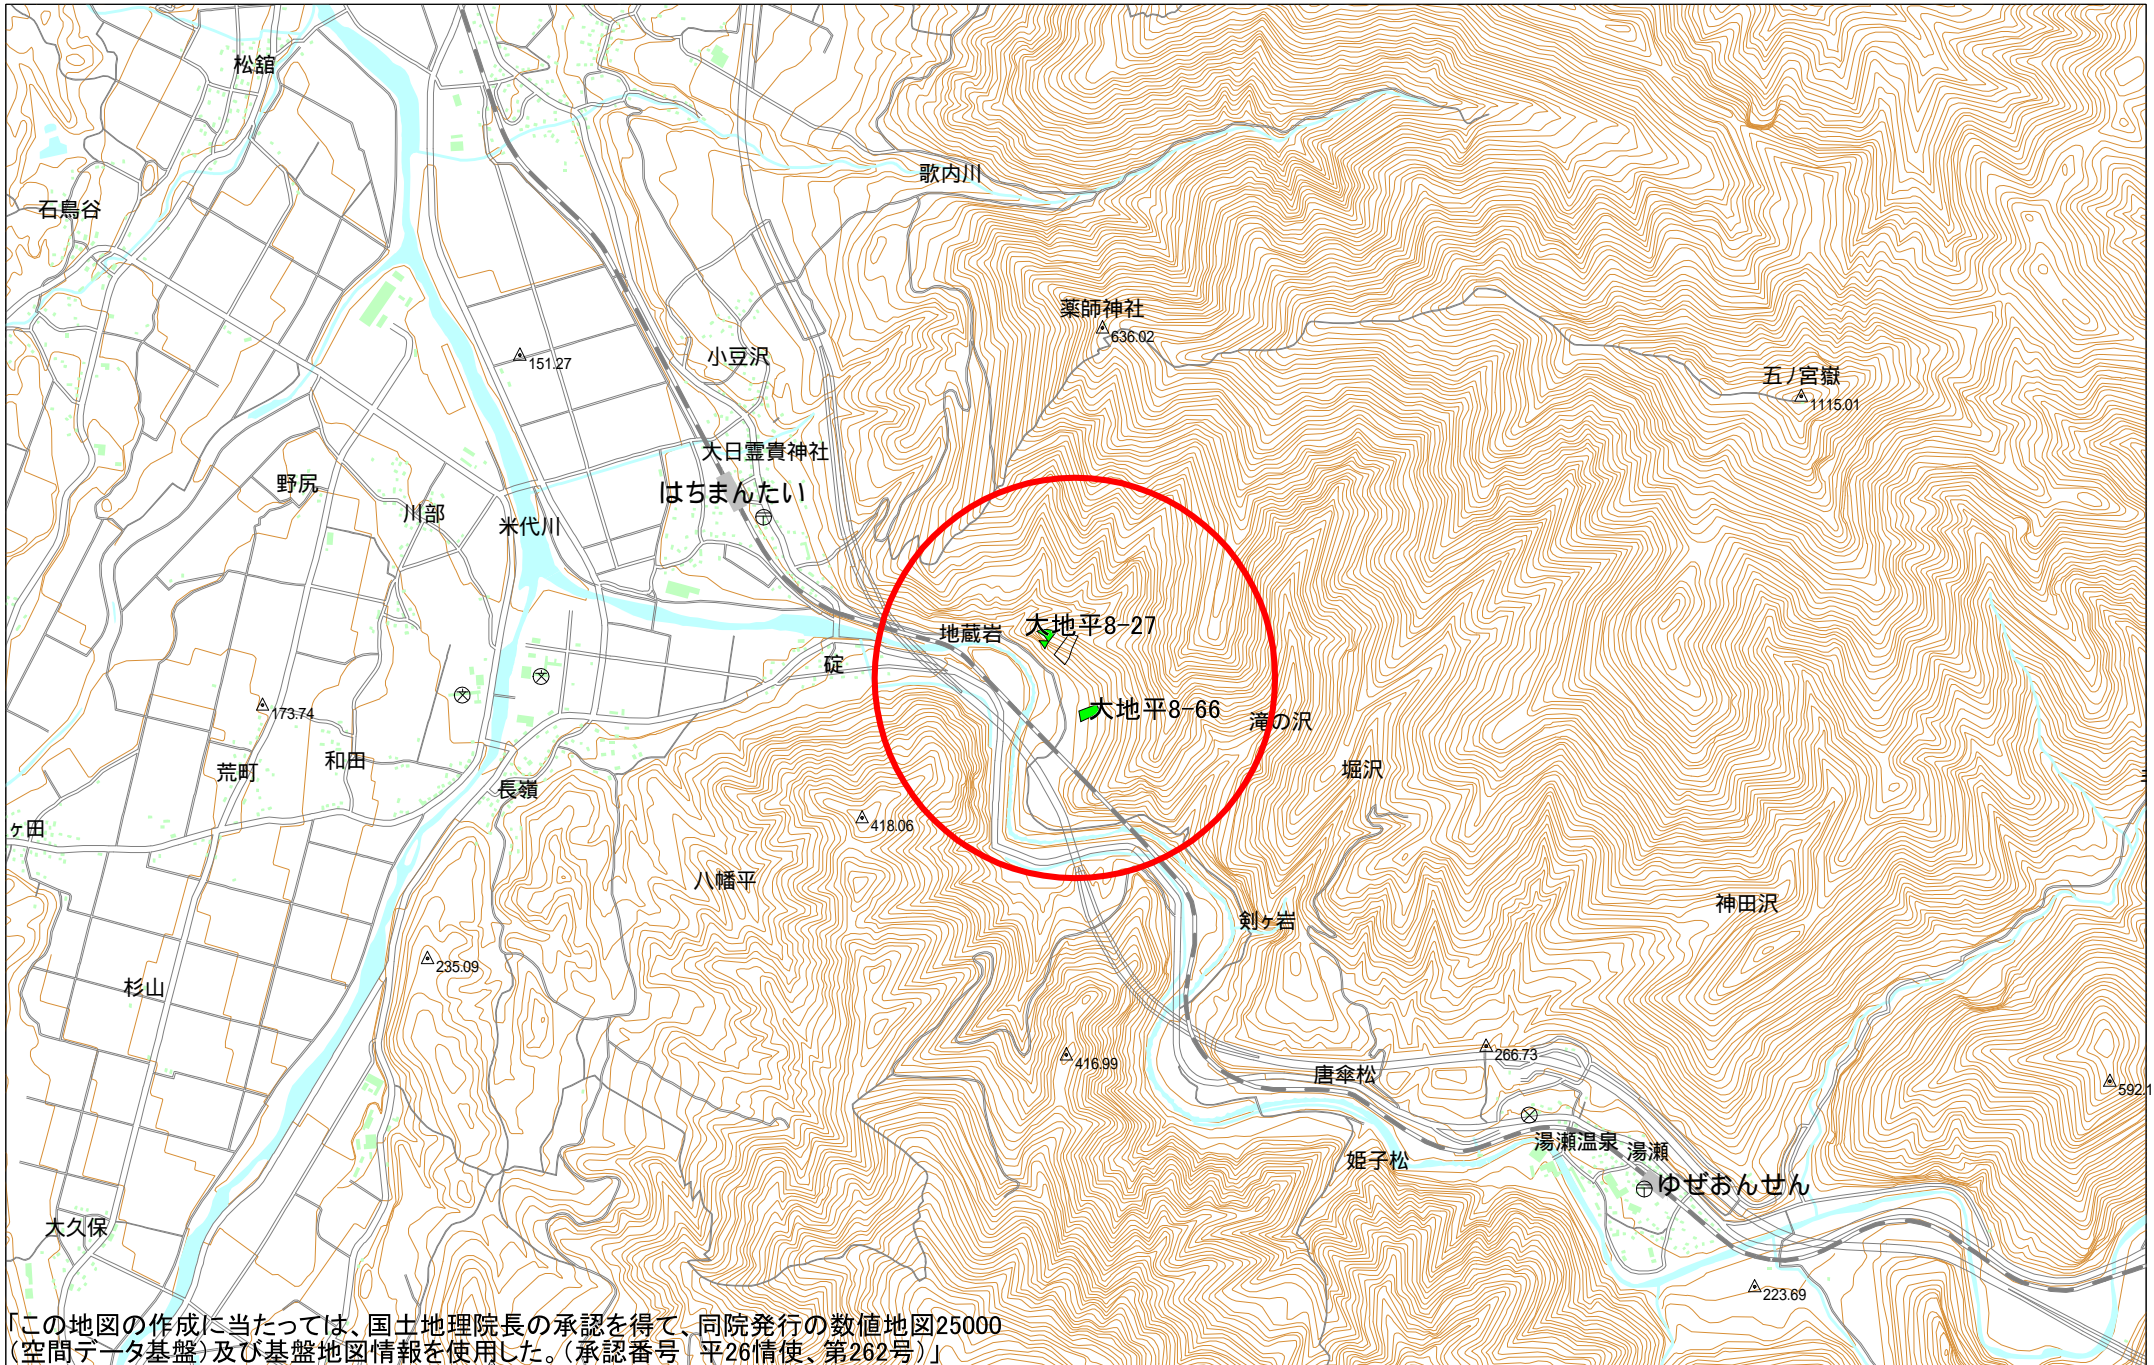 松舘
歌内川
石鳥谷
薬師神社
636.02
小豆沢
151.27
五ノ宮嶽
1115.01
大日霊貴神社
はちまんたい
野尻
川部
米代川
地蔵岩
大地平8-27
碇
大地平8-66
滝の沢
173.74
和田
荒町
堀沢
長嶺
ヶ田
418.06
八幡平
神田沢
剣ヶ岩
235.09
杉山
416.99
266.73
唐傘松
592.1
湯瀬温泉
湯瀬
姫子松
ゆぜおんせん
大久保
223.69
「この地図の作成に当たっては、国土地理院長の承認を得て、同院発行の数値地図25000
(空間データ基盤)及び基盤地図情報を使用した。(承認番号 平26情使、第262号)」